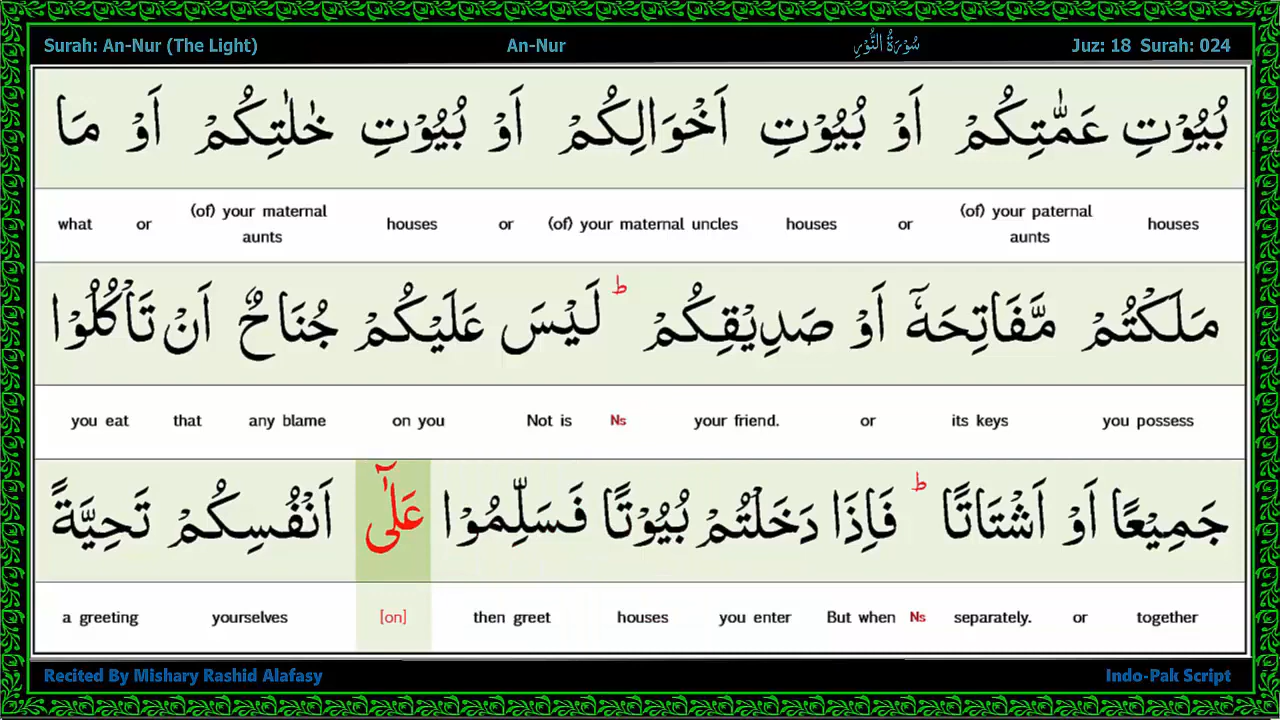 Surah: An-Nur (The Light) An-Nur سُوْرَةُ النُّوْرِ Juz: 18 Surah: 024
بُيُوْتِ عَمّٰتِكُمْ اَوْ بُيُوْتِ اَخْوَالِكُمْ اَوْ بُيُوْتِ خٰلٰتِكُمْ اَوْ مَا
what or (of) your maternal aunts houses or (of) your maternal uncles houses or (of) your paternal aunts houses
مَلَكْتُمْ مَّفَاتِحَهٗۤ اَوْ صَدِيْقِكُمْ ؕ لَيْسَ عَلَيْكُمْ جُنَاحٌ اَنْ تَاْكُلُوْا
you eat that any blame on you Not is Ns your friend. or its keys you possess
جَمِيْعًا اَوْ اَشْتَاتًا ؕ فَاِذَا دَخَلْتُمْ بُيُوْتًا فَسَلِّمُوْا عَلٰۤى اَنْفُسِكُمْ تَحِيَّةً
a greeting yourselves [on] then greet houses you enter But when Ns separately. or together
Recited By Mishary Rashid Alafasy Indo-Pak Script